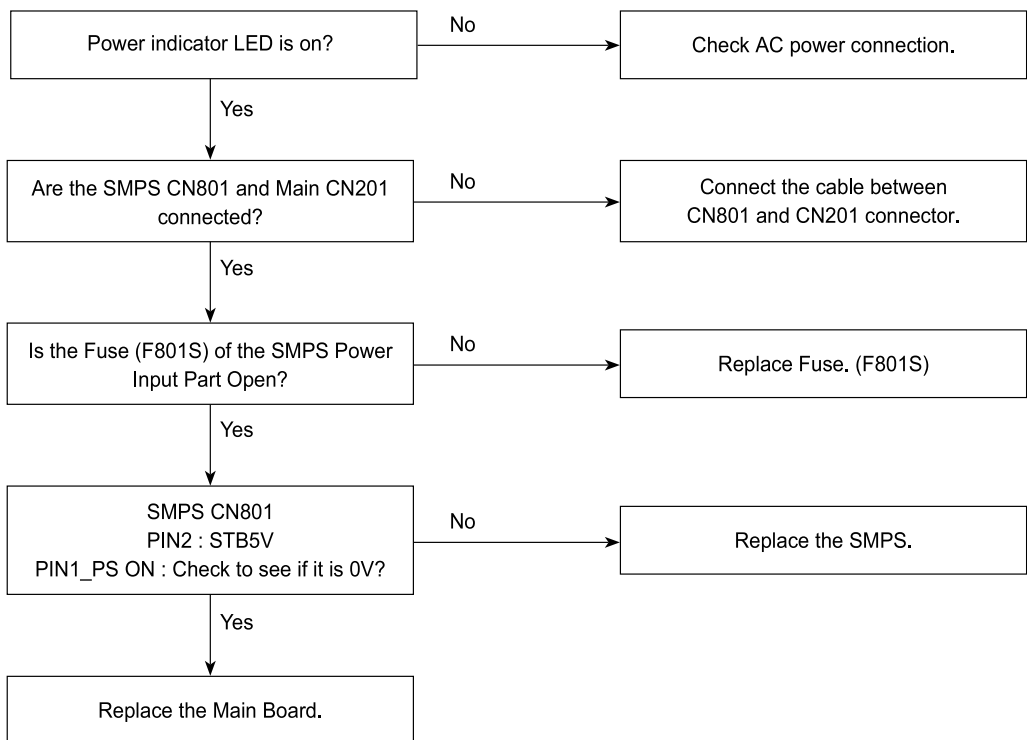 Power indicator LED is on?
No
Check AC power connection.
Yes
Are the SMPS CN801 and Main CN201
connected?
No
Connect the cable between
CN801 and CN201 connector.
Yes
Is the Fuse (F801S) of the SMPS Power
Input Part Open?
No
Replace Fuse. (F801S)
Yes
SMPS CN801
PIN2 : STB5V
PIN1_PS ON : Check to see if it is 0V?
No
Replace the SMPS.
Yes
Replace the Main Board.